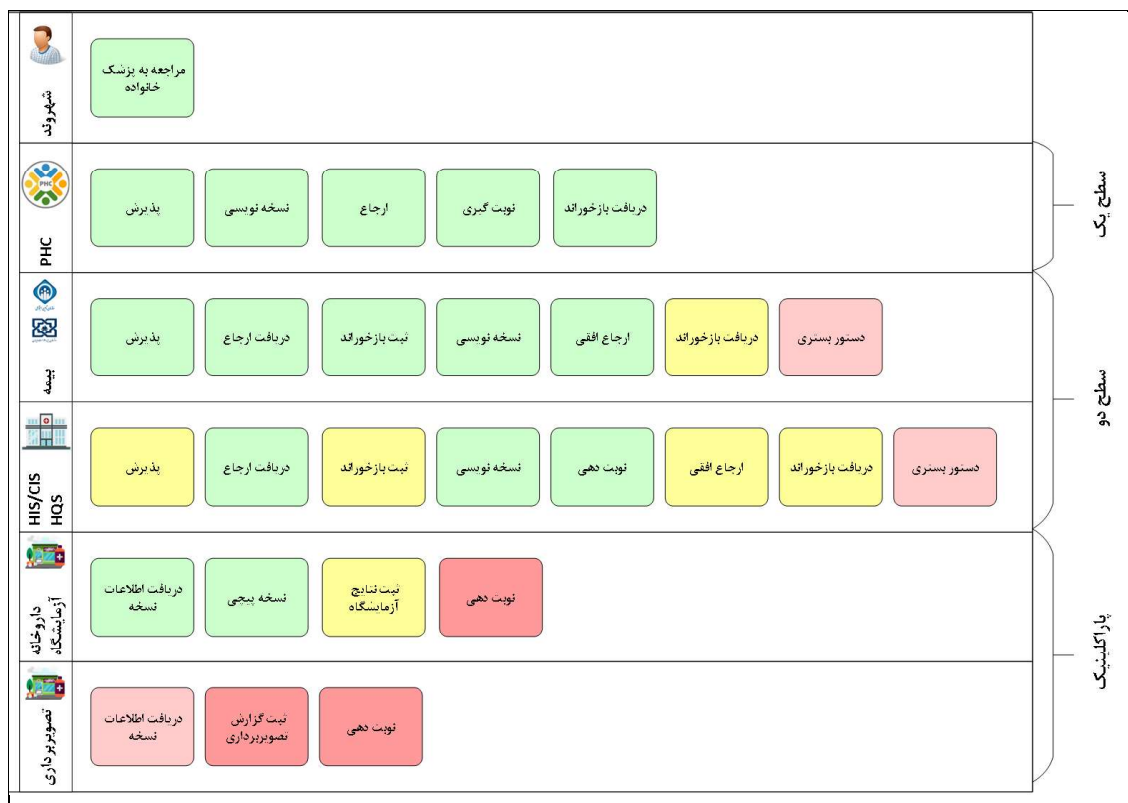 شهروند
مراجعه به پزشک
خانواده
PHC
PHC
پذیرش
نسخه نویسی
ارجاع
نوبت گیری
دریافت بازخوراند
سطح یک
بیمه
پذیرش
دریافت ارجاع
ثبت بازخوراند
نسخه نویسی
ارجاع افقی
دریافت بازخوراند
دستور بستری
سطح دو
HIS/CIS
HQS
پذیرش
دریافت ارجاع
ثبت بازخوراند
نسخه نویسی
نوبت دهی
ارجاع افقی
دریافت بازخوراند
دستور بستری
داروخانه
آزمایشگاه
دریافت اطلاعات
نسخه
نسخه پیچی
ثبت نتایج
آزمایشگاه
نوبت دهی
پاراکلینیک
تصویربرداری
دریافت اطلاعات
نسخه
ثبت گزارش
تصویربرداری
نوبت دهی